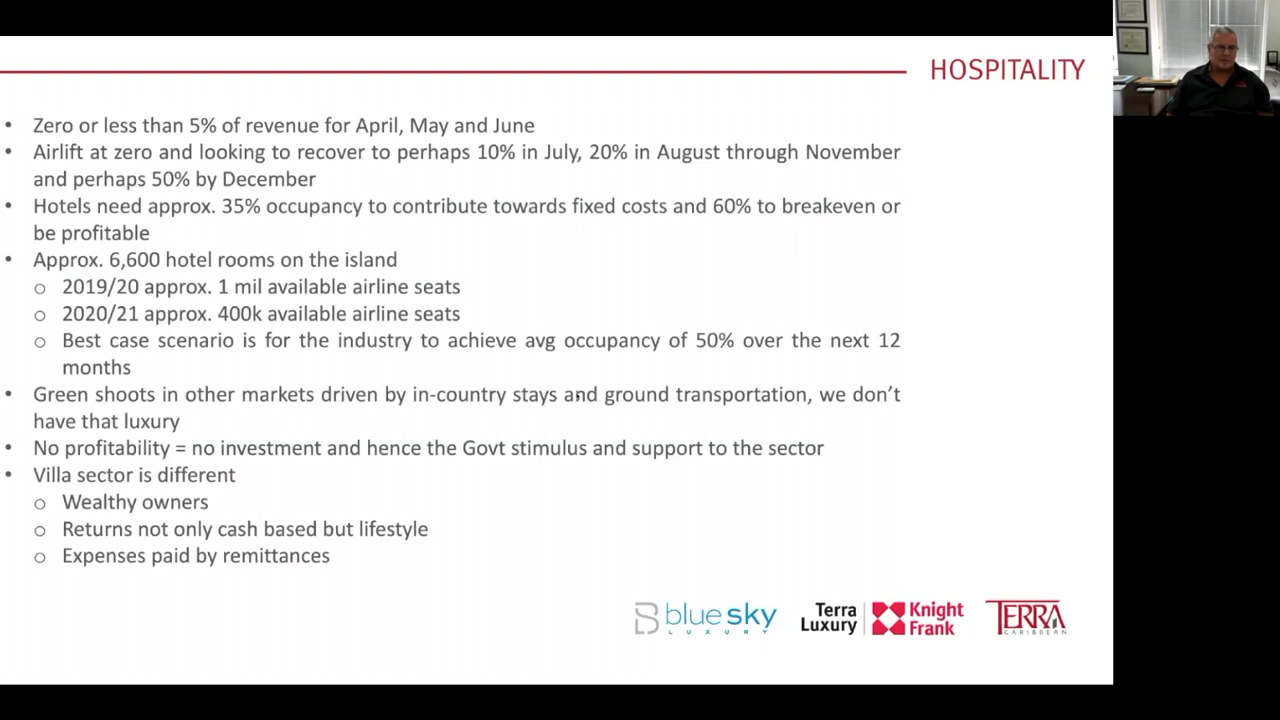 HOSPITALITY
• Zero or less than 5% of revenue for April, May and June
• Airlift at zero and looking to recover to perhaps 10% in July, 20% in August through November
and perhaps 50% by December
• Hotels need approx. 35% occupancy to contribute towards fixed costs and 60% to breakeven or
be profitable
• Approx. 6,600 hotel rooms on the island
o 2019/20 approx. 1 mil available airline seats
o 2020/21 approx. 400k available airline seats
o Best case scenario is for the industry to achieve avg occupancy of 50% over the next 12
months
• Green shoots in other markets driven by in-country stays and ground transportation, we don’t
have that luxury
• No profitability = no investment and hence the Govt stimulus and support to the sector
• Villa sector is different
o Wealthy owners
o Returns not only cash based but lifestyle
o Expenses paid by remittances
blue sky
LUXURY
Terra
Luxury
Knight
Frank
TERRA
CARIBBEAN